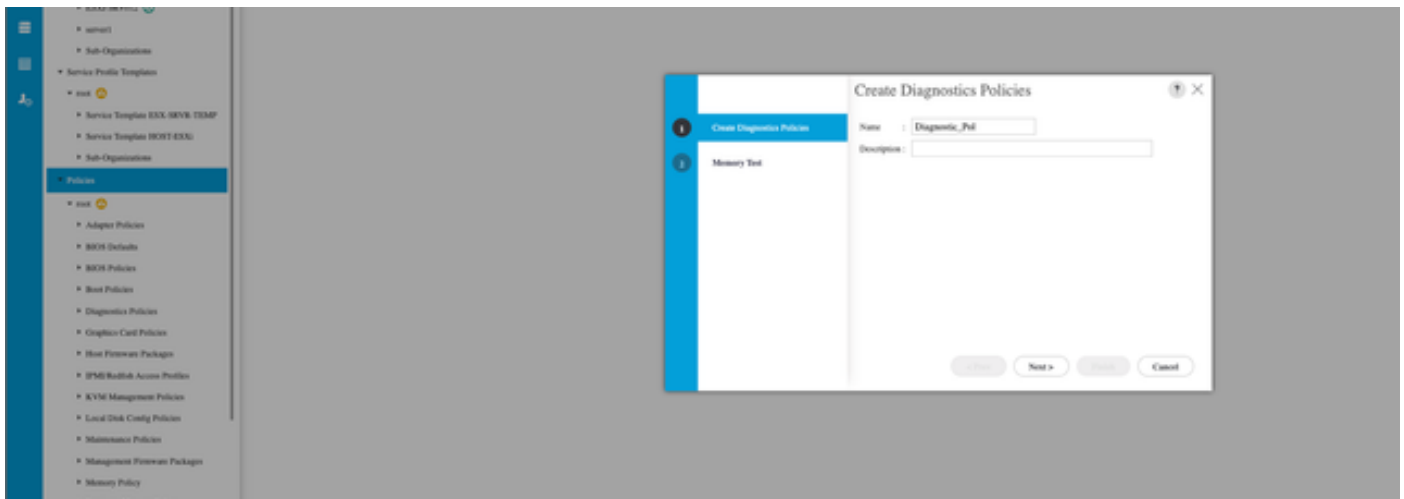 server1
Sub-Organizations
Service Profile Templates
root
Service Template ESX-SRVR-TEMP
Service Template HOST-ESXi
Sub-Organizations
Policies
root
Adapter Policies
BIOS Defaults
BIOS Policies
Boot Policies
Diagnostics Policies
Graphics Card Policies
Host Firmware Packages
IPMI/Redfish Access Profiles
KVM Management Policies
Local Disk Config Policies
Maintenance Policies
Management Firmware Packages
Memory Policy
Create Diagnostics Policies
? ×
1 Create Diagnostics Policies
2 Memory Test
Name : Diagnostic_Pol
Description :
< Prev
Next >
Finish
Cancel